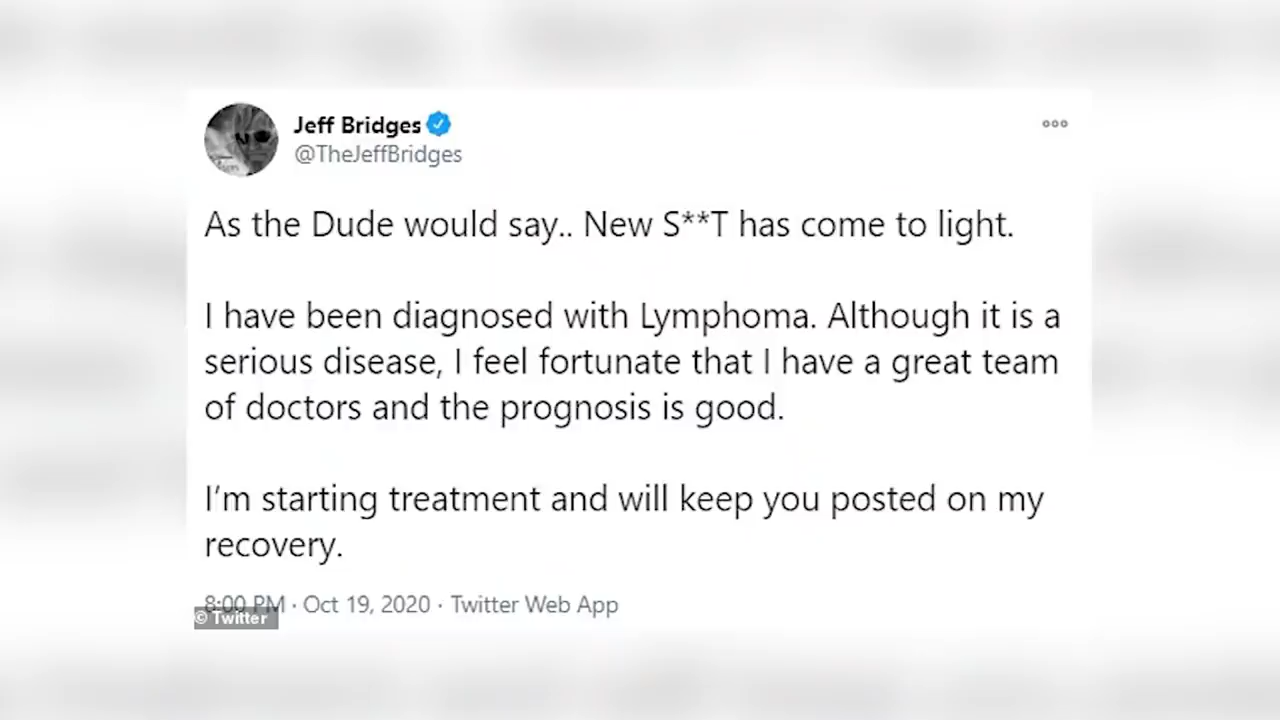 Jeff Bridges
@TheJeffBridges
As the Dude would say.. New S**T has come to light.
I have been diagnosed with Lymphoma. Although it is a
serious disease, I feel fortunate that I have a great team
of doctors and the prognosis is good.
I'm starting treatment and will keep you posted on my
recovery.
8:00 PM · Oct 19, 2020 · Twitter Web App
© Twitter